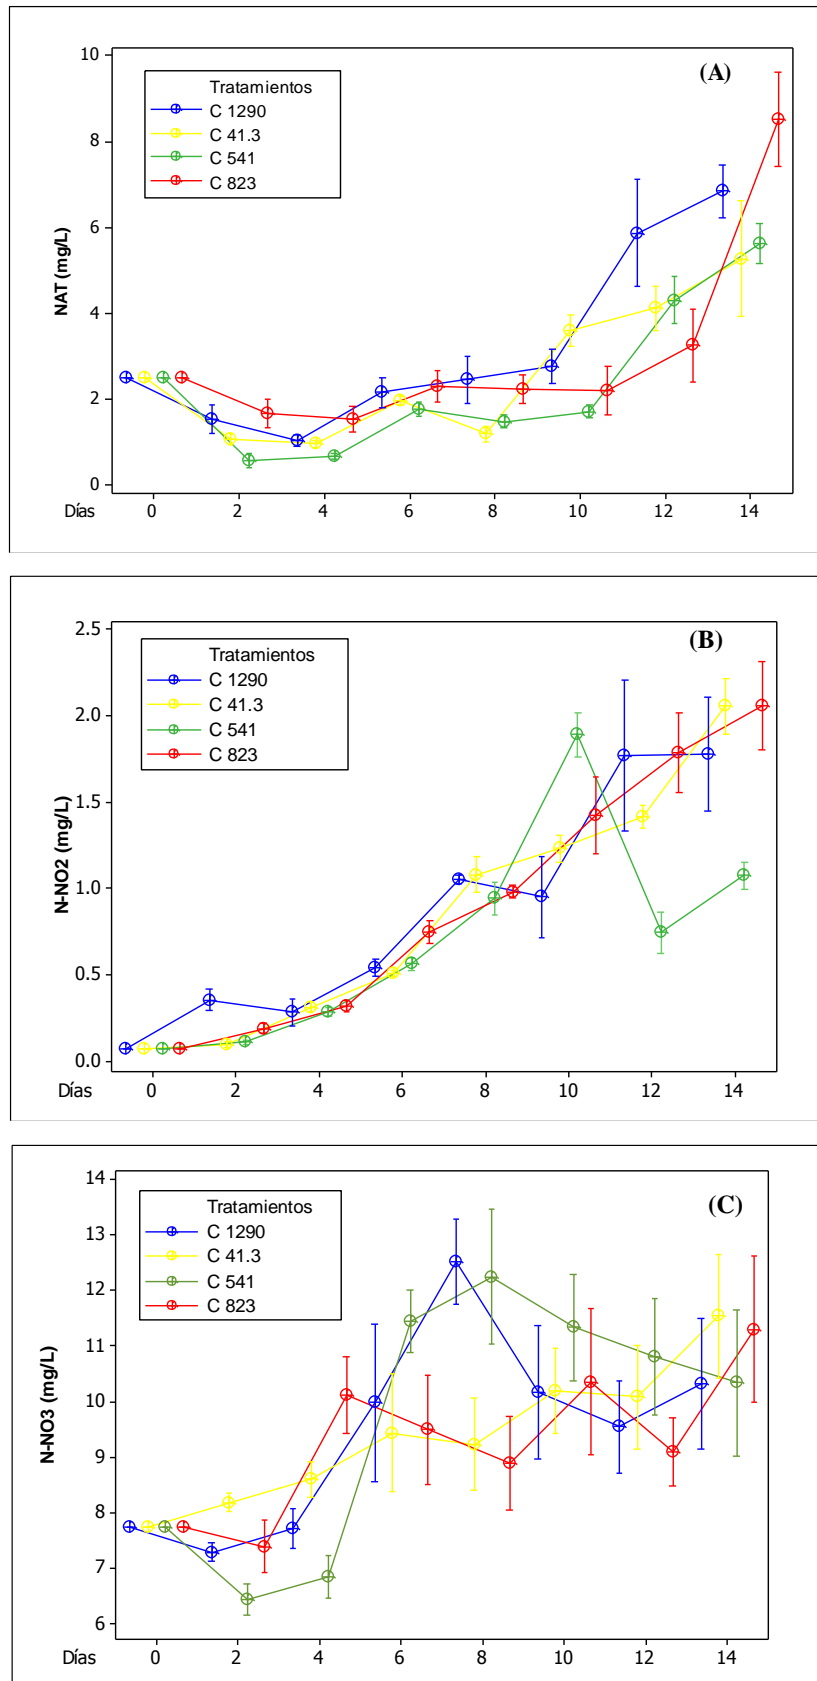 (A)
Tratamientos
C 1290
C 41.3
C 541
C 823
NAT (mg/L)
10
8
6
4
2
0
Días 0 2 4 6 8 10 12 14
(B)
Tratamientos
C 1290
C 41.3
C 541
C 823
N-NO2 (mg/L)
2.5
2.0
1.5
1.0
0.5
0.0
Días 0 2 4 6 8 10 12 14
(C)
Tratamientos
C 1290
C 41.3
C 541
C 823
N-NO3 (mg/L)
14
13
12
11
10
9
8
7
6
Días 0 2 4 6 8 10 12 14